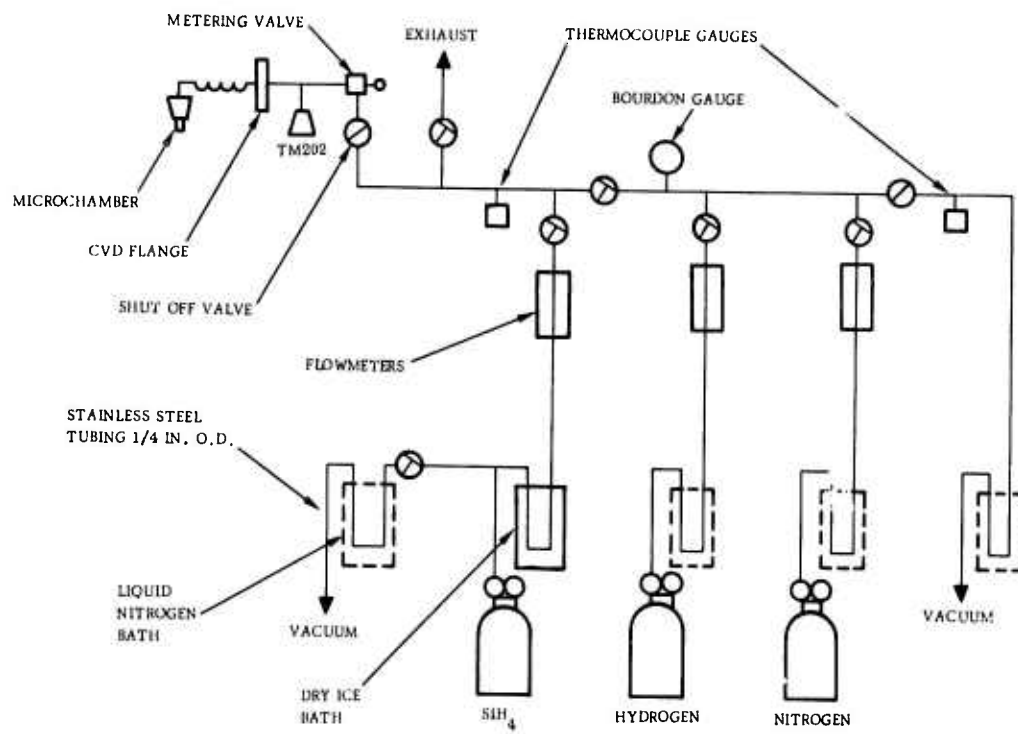 METERING VALVE
EXHAUST
THERMOCOUPLE GAUGES
BOURDON GAUGE
TM202
MICROCHAMBER
CVD FLANGE
SHUT OFF VALVE
FLOWMETERS
STAINLESS STEEL
TUBING 1/4 IN. O.D.
LIQUID
NITROGEN
BATH
VACUUM
VACUUM
DRY ICE
BATH
SiH4
HYDROGEN
NITROGEN